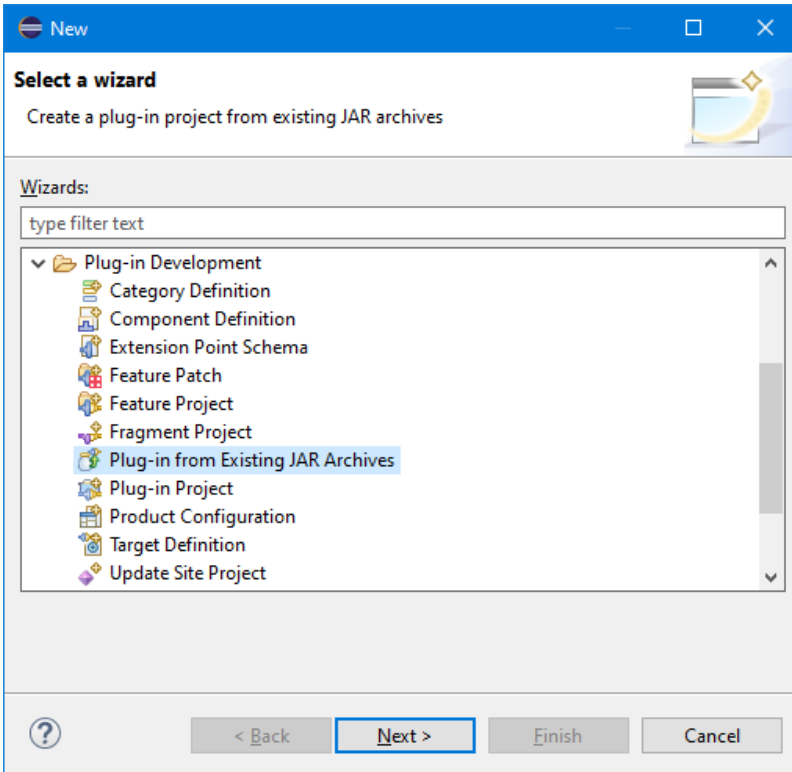 New
Select a wizard
Create a plug-in project from existing JAR archives
Wizards:
type filter text
Plug-in Development
Category Definition
Component Definition
Extension Point Schema
Feature Patch
Feature Project
Fragment Project
Plug-in from Existing JAR Archives
Plug-in Project
Product Configuration
Target Definition
Update Site Project
? < Back Next > Finish Cancel